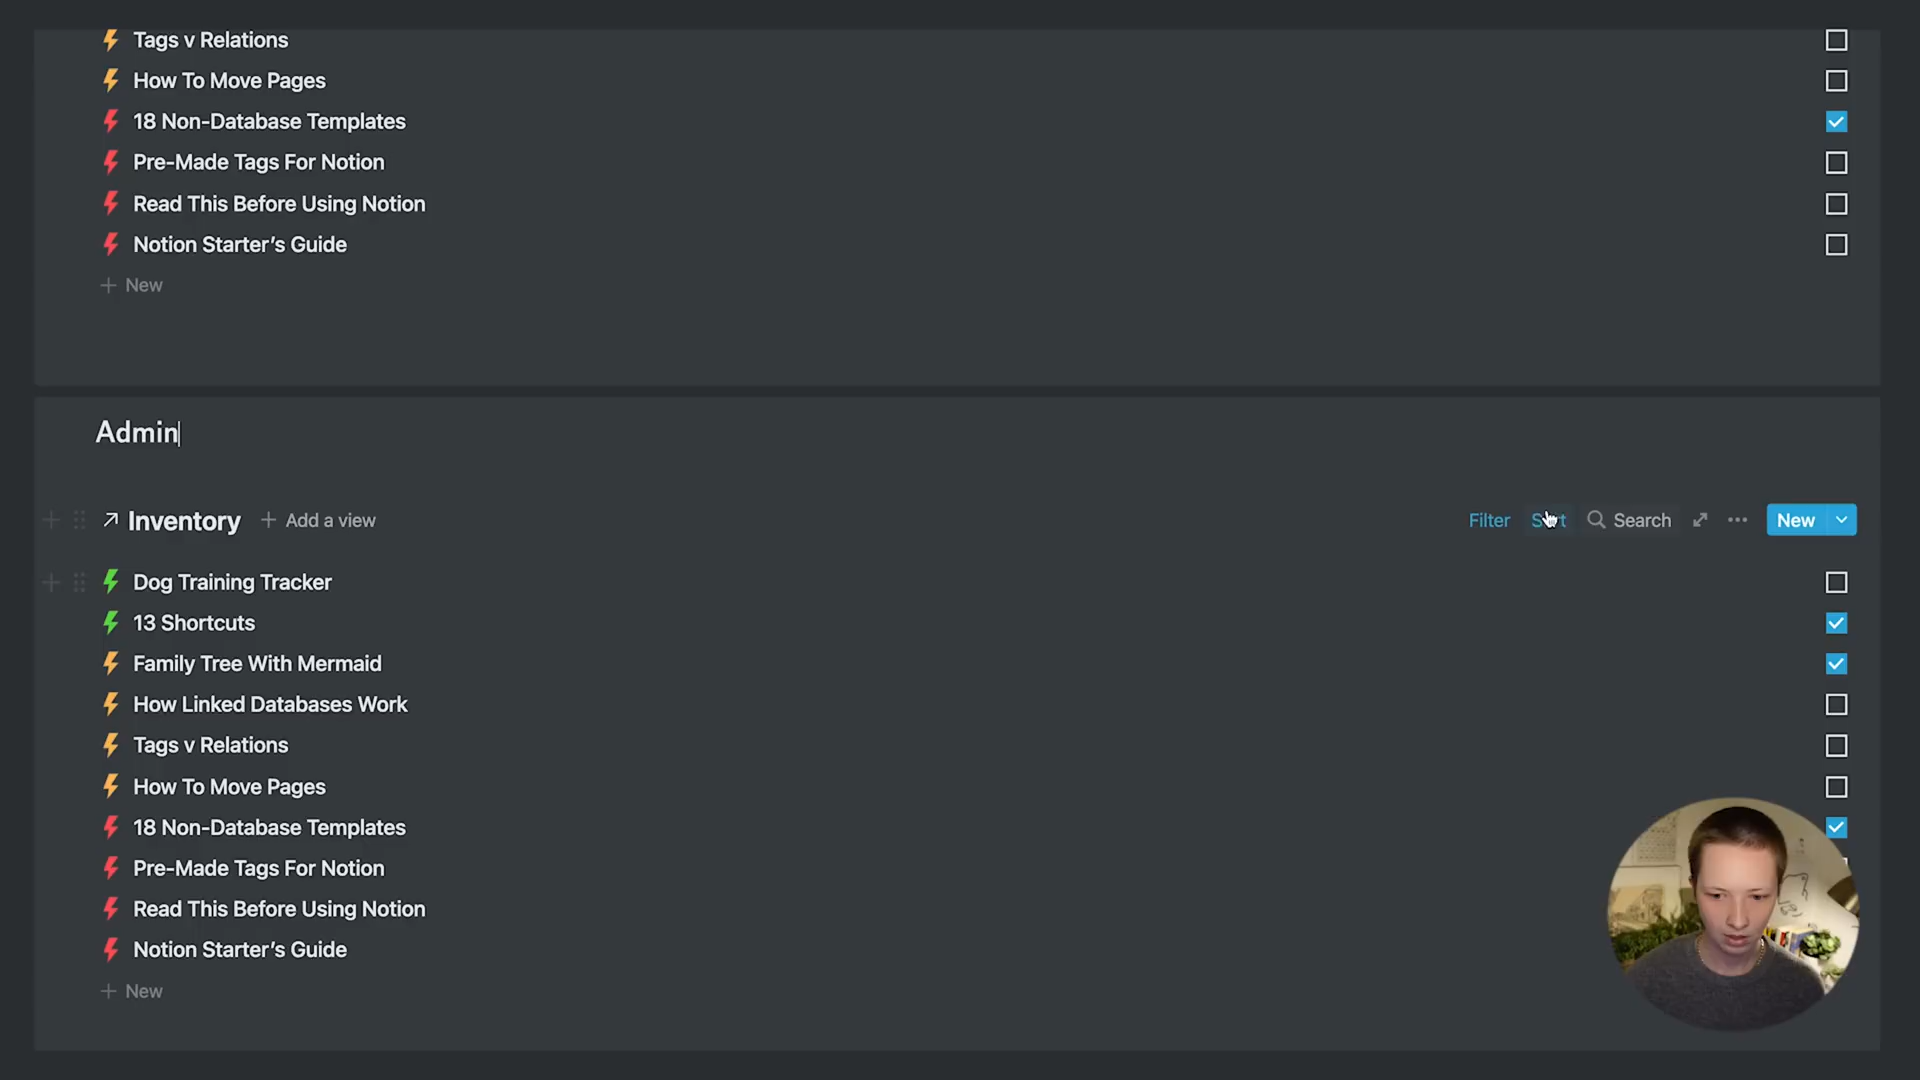 Tags v Relations
How To Move Pages
18 Non-Database Templates
Pre-Made Tags For Notion
Read This Before Using Notion
Notion Starter’s Guide
New
Admin
Inventory Add a view Filter Sort Search New
Dog Training Tracker
13 Shortcuts
Family Tree With Mermaid
How Linked Databases Work
Tags v Relations
How To Move Pages
18 Non-Database Templates
Pre-Made Tags For Notion
Read This Before Using Notion
Notion Starter’s Guide
New